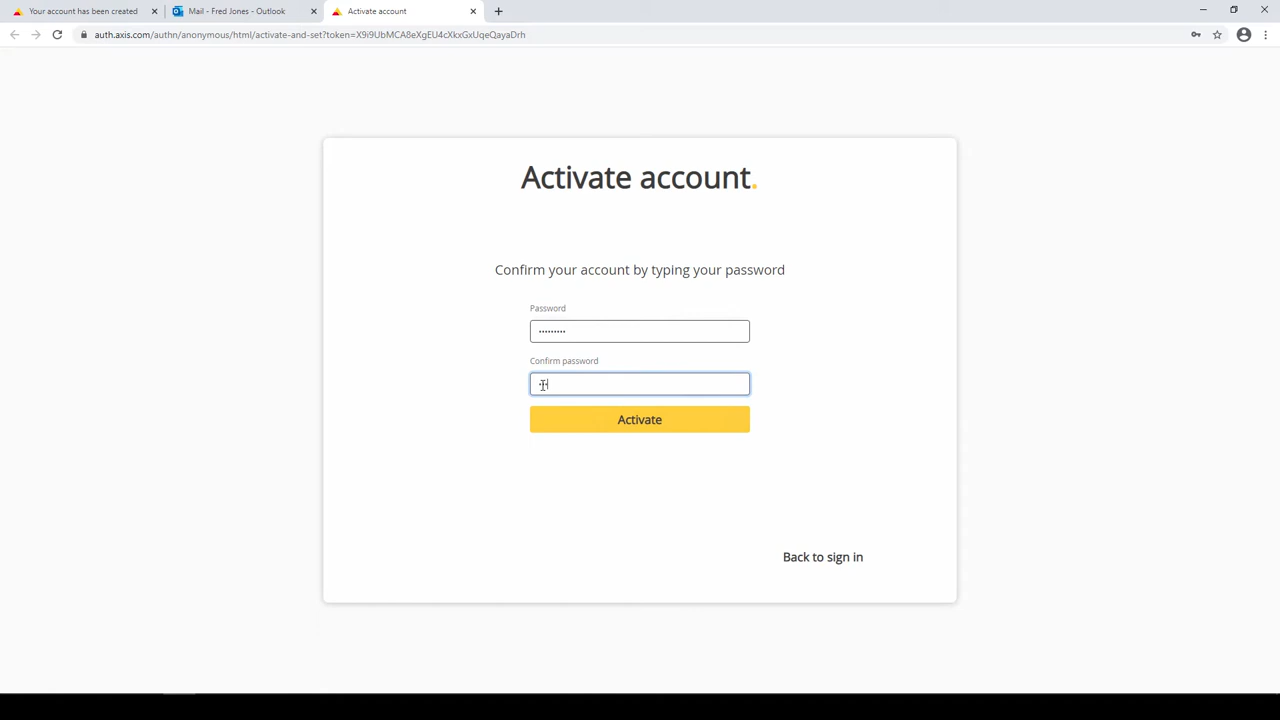 Your account has been created
Mail - Fred Jones - Outlook
Activate account
auth.axis.com/authn/anonymous/html/activate-and-set?token=X9i9UbMCA8eXgEU4cXkxGxUqeQayaDrh
Activate account.
Confirm your account by typing your password
Password
•••••••••
Confirm password
Activate
Back to sign in